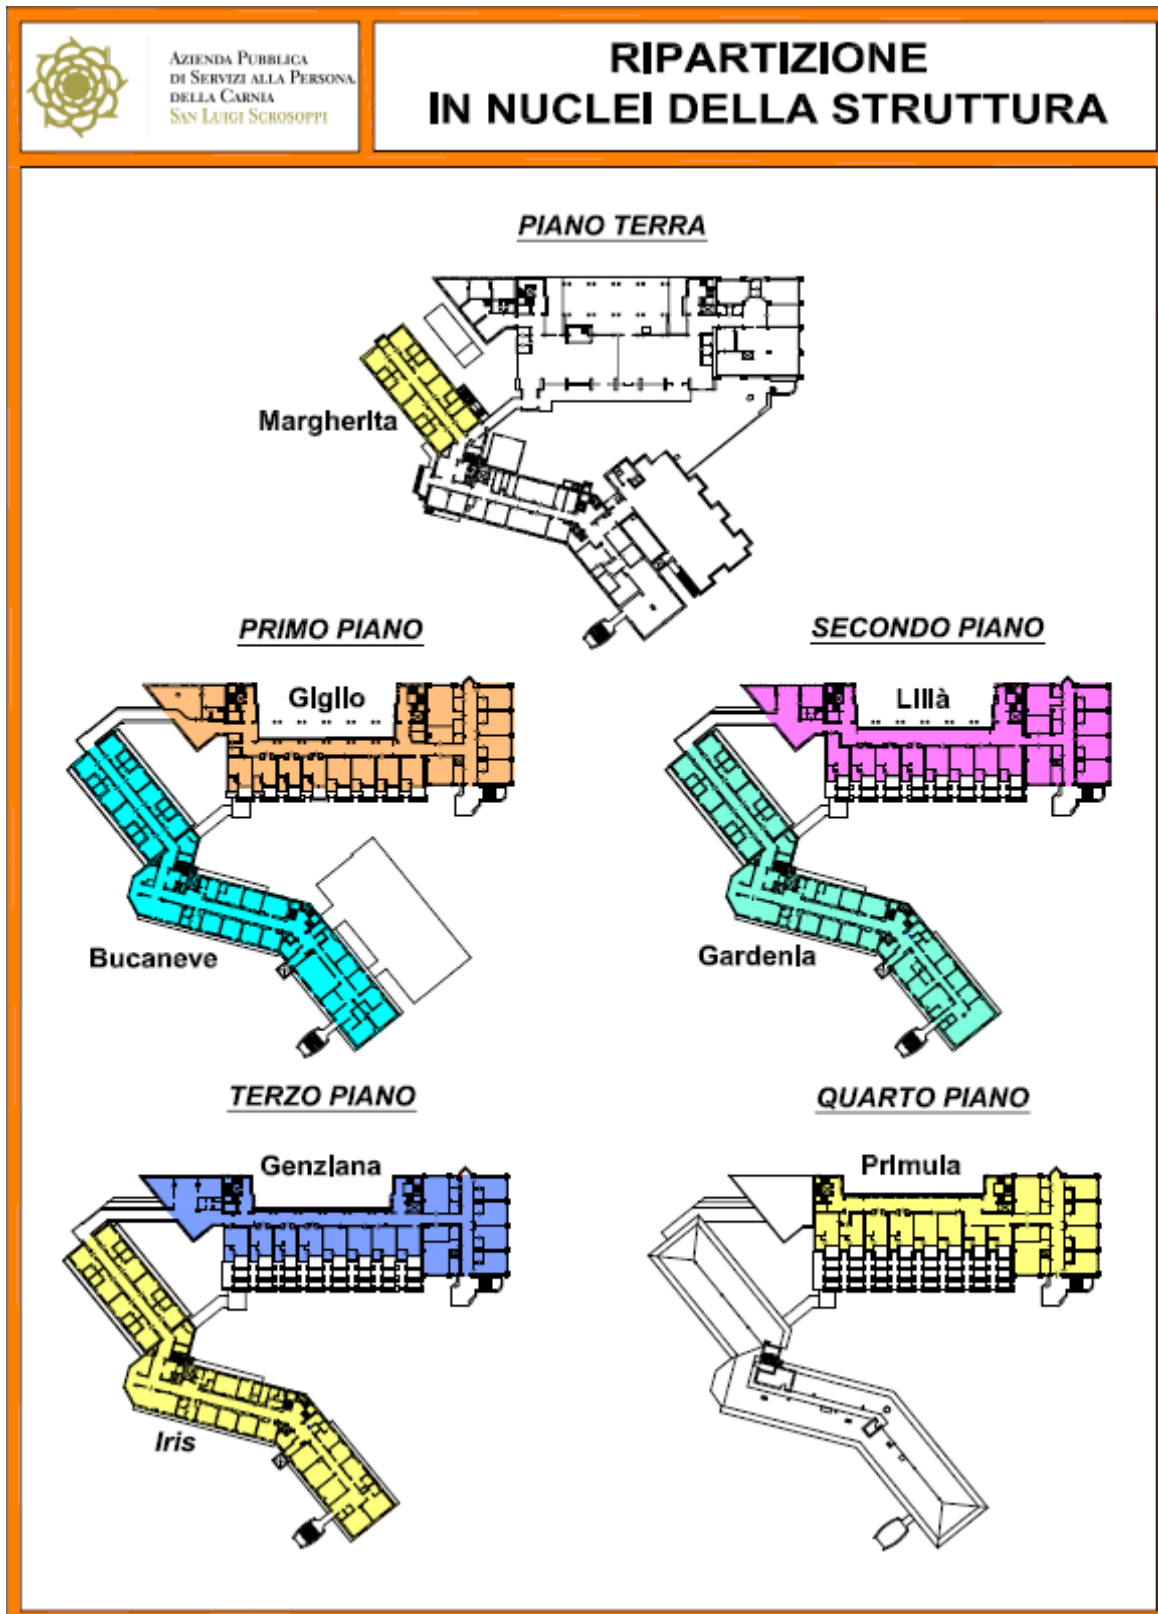 AZIENDA PUBBLICA
DI SERVIZI ALLA PERSONA
DELLA CARNIA
SAN LUIGI SCROSOPPI
RIPARTIZIONE
IN NUCLEI DELLA STRUTTURA
PIANO TERRA
Margherita
PRIMO PIANO
SECONDO PIANO
Giglio
Lillà
Bucaneve
Gardenia
TERZO PIANO
QUARTO PIANO
Genziana
Primula
Iris